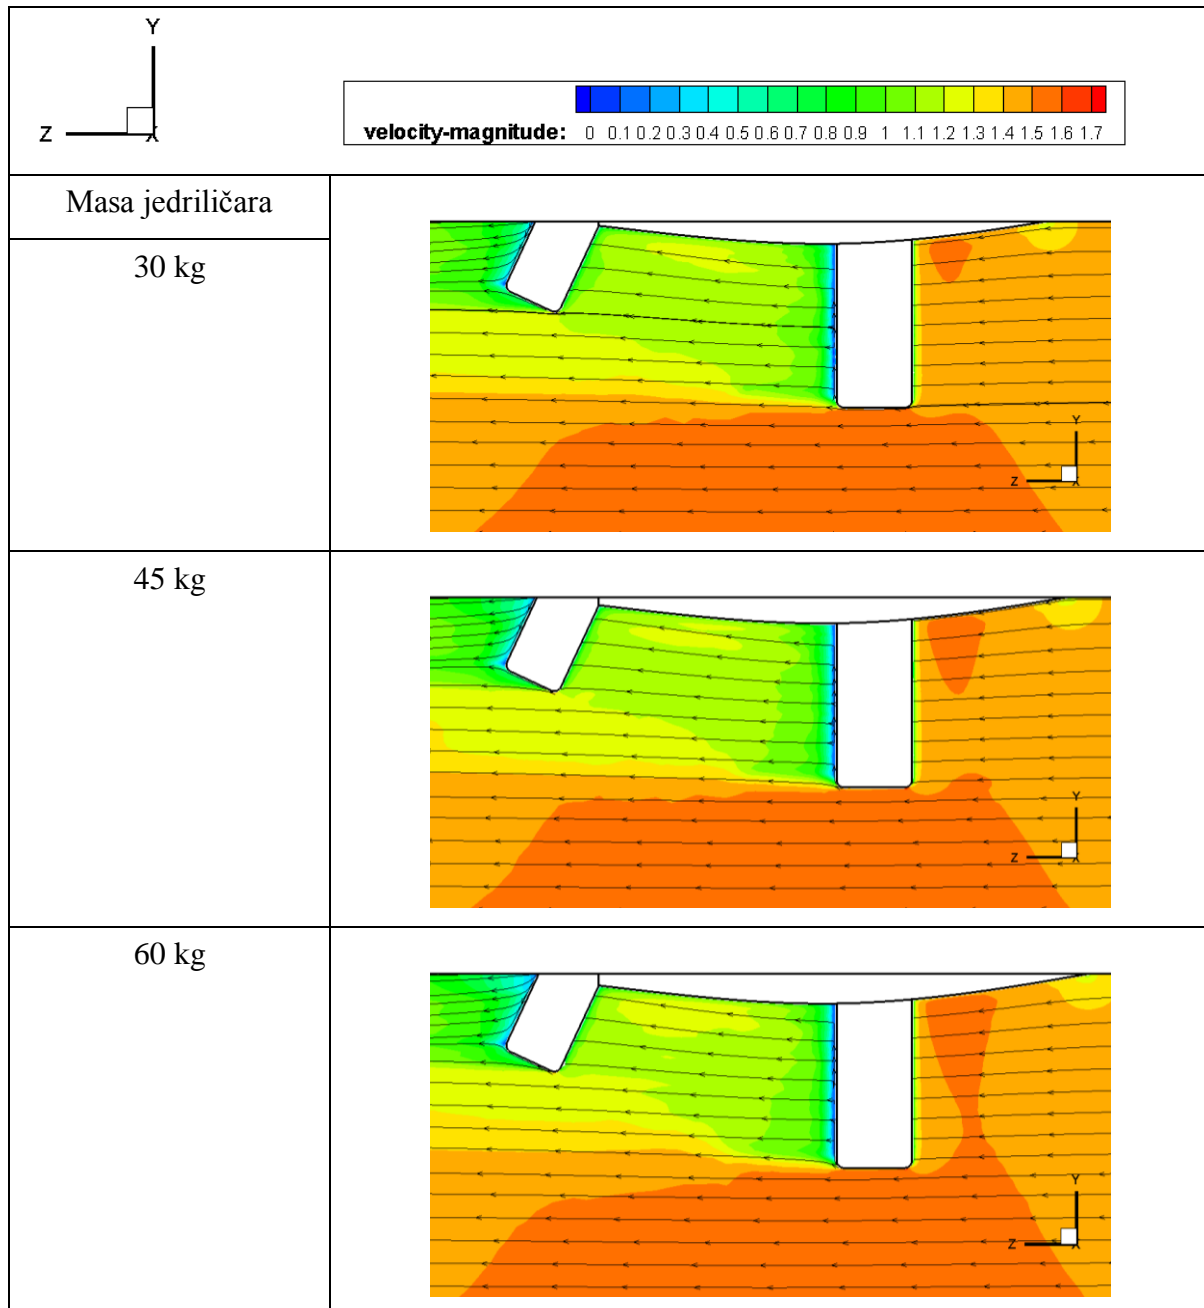 Y
Z X
velocity-magnitude: 0 0.1 0.2 0.3 0.4 0.5 0.6 0.7 0.8 0.9 1 1.1 1.2 1.3 1.4 1.5 1.6 1.7
Masa jedriličara
30 kg
Y
Z X
45 kg
Y
Z X
60 kg
Y
Z X